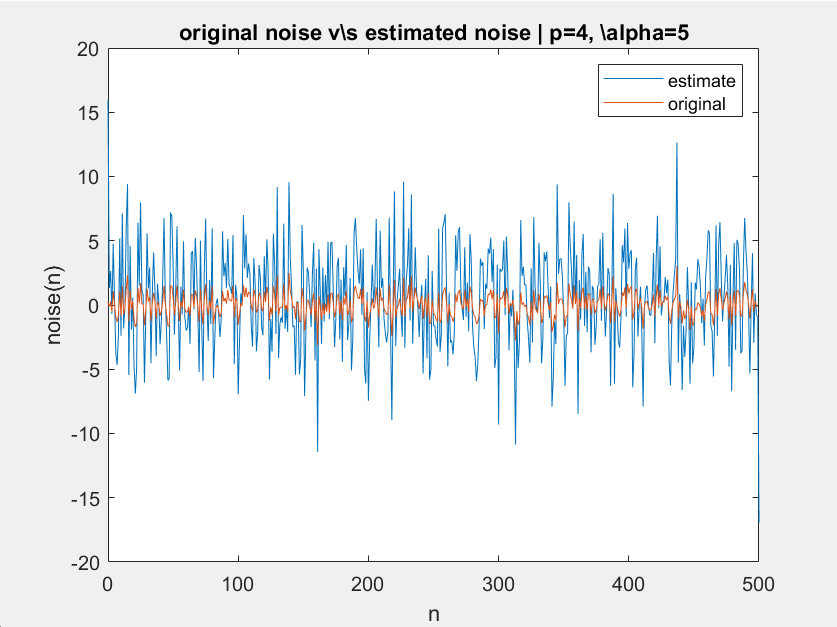 original noise v\s estimated noise | p=4, \alpha=5
20
15
10
5
0
-5
-10
-15
-20
noise(n)
estimate
original
0 100 200 300 400 500
n